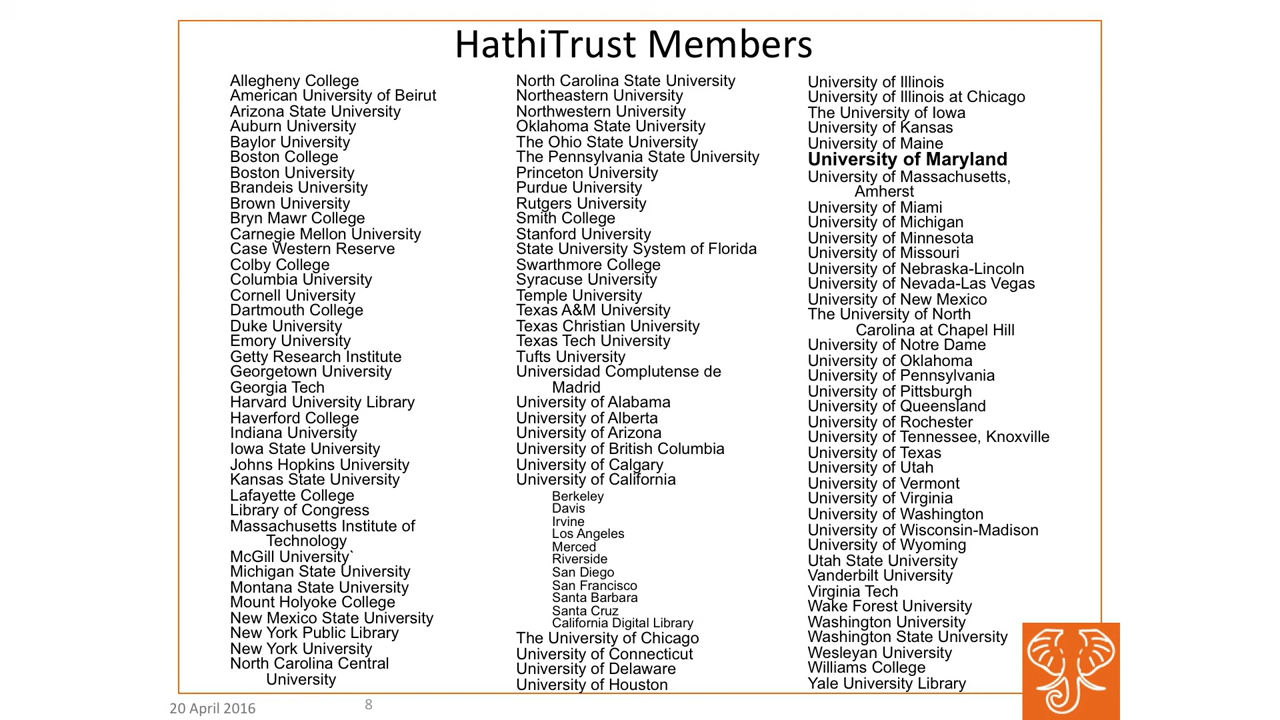 HathiTrust Members
Allegheny College
American University of Beirut
Arizona State University
Auburn University
Baylor University
Boston College
Boston University
Brandeis University
Brown University
Bryn Mawr College
Carnegie Mellon University
Case Western Reserve
Colby College
Columbia University
Cornell University
Dartmouth College
Duke University
Emory University
Getty Research Institute
Georgetown University
Georgia Tech
Harvard University Library
Haverford College
Indiana University
Iowa State University
Johns Hopkins University
Kansas State University
Lafayette College
Library of Congress
Massachusetts Institute of
Technology
McGill University`
Michigan State University
Montana State University
Mount Holyoke College
New Mexico State University
New York Public Library
New York University
North Carolina Central
University
North Carolina State University
Northeastern University
Northwestern University
Oklahoma State University
The Ohio State University
The Pennsylvania State University
Princeton University
Purdue University
Rutgers University
Smith College
Stanford University
State University System of Florida
Swarthmore College
Syracuse University
Temple University
Texas A&M University
Texas Christian University
Texas Tech University
Tufts University
Universidad Complutense de
Madrid
University of Alabama
University of Alberta
University of Arizona
University of British Columbia
University of Calgary
University of California
Berkeley
Davis
Irvine
Los Angeles
Merced
Riverside
San Diego
San Francisco
Santa Barbara
Santa Cruz
California Digital Library
The University of Chicago
University of Connecticut
University of Delaware
University of Houston
University of Illinois
University of Illinois at Chicago
The University of Iowa
University of Kansas
University of Maine
University of Maryland
University of Massachusetts,
Amherst
University of Miami
University of Michigan
University of Minnesota
University of Missouri
University of Nebraska-Lincoln
University of Nevada-Las Vegas
University of New Mexico
The University of North
Carolina at Chapel Hill
University of Notre Dame
University of Oklahoma
University of Pennsylvania
University of Pittsburgh
University of Queensland
University of Rochester
University of Tennessee, Knoxville
University of Texas
University of Utah
University of Vermont
University of Virginia
University of Washington
University of Wisconsin-Madison
University of Wyoming
Utah State University
Vanderbilt University
Virginia Tech
Wake Forest University
Washington University
Washington State University
Wesleyan University
Williams College
Yale University Library
20 April 2016
8